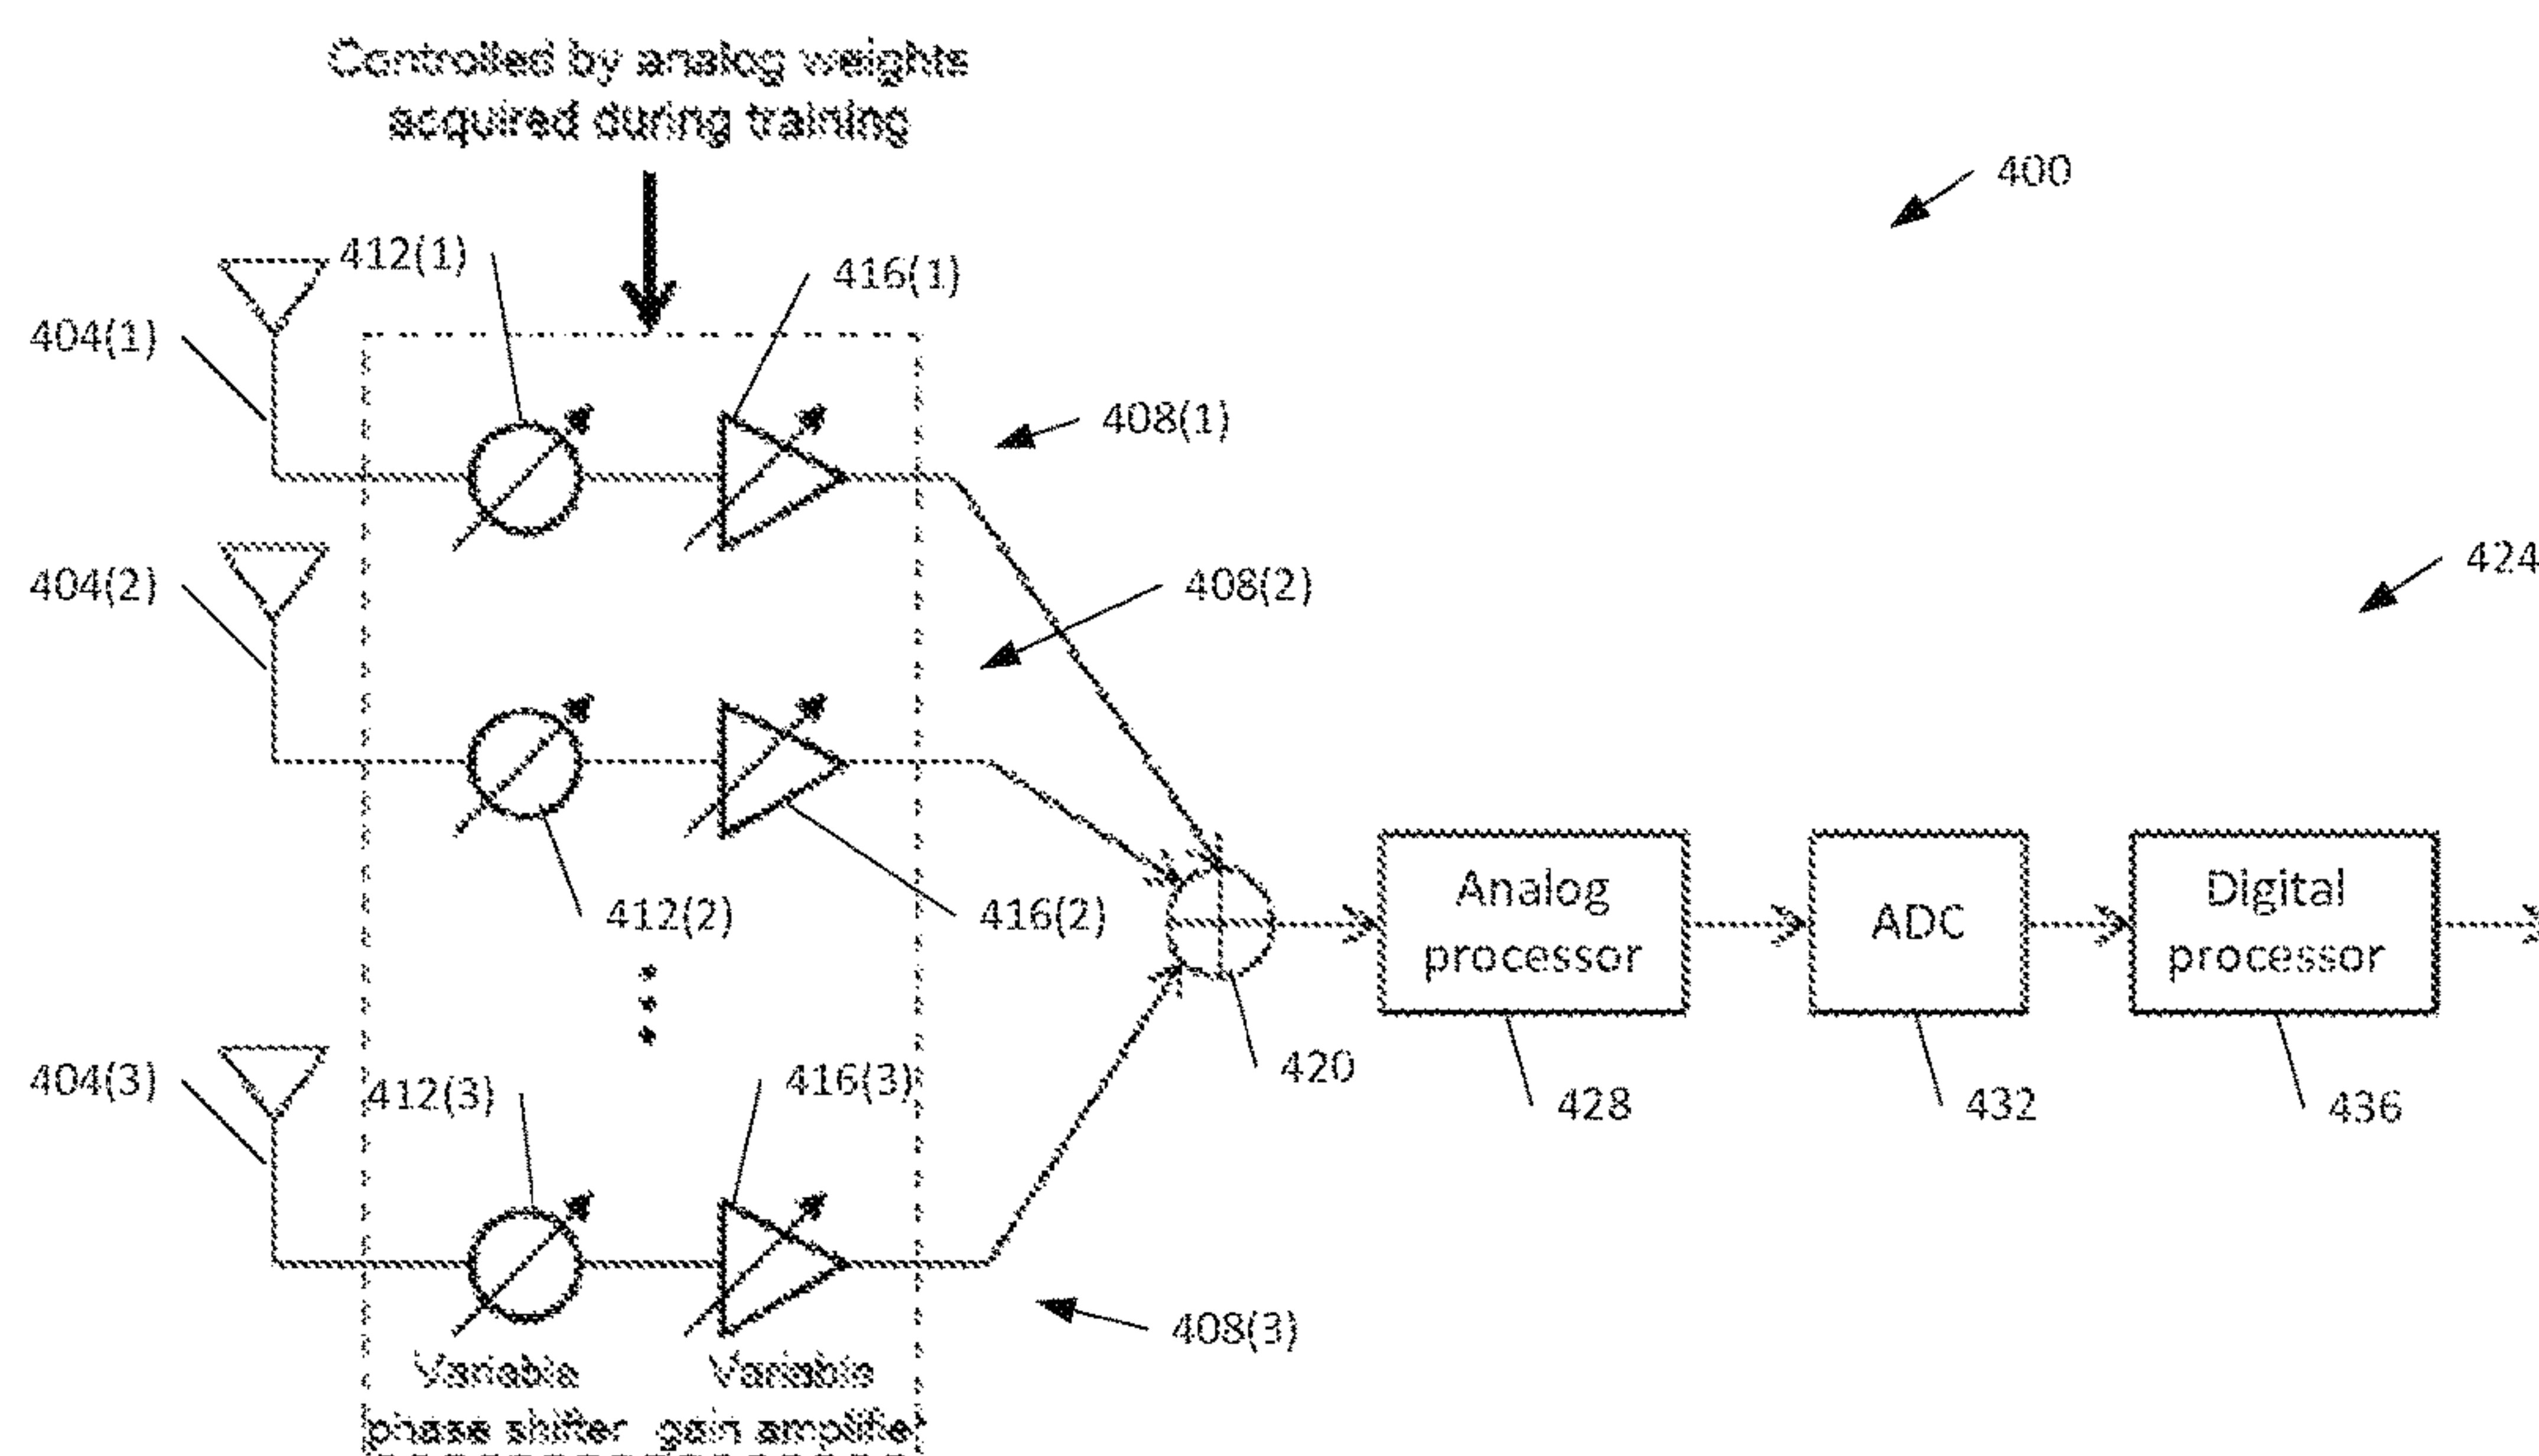 Controlled by analog weights
acquired during training
400
412(1)
416(1)
404(1)
408(1)
424
404(2)
408(2)
Analog
processor
ADC
Digital
processor
412(2)
416(2)
420
428
432
436
404(3)
412(3)
416(3)
408(3)
Variable
phase shifter
Variable
gain amplifier